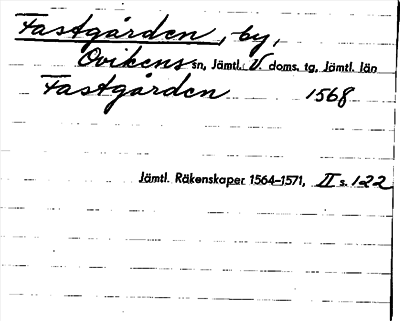 Fastgården, by,
Ovikens sn, Jämtl. V. doms. tg, Jämtl. län
Fastgården 1568
Jämtl. Räkenskaper 1564–1571, II s. 122